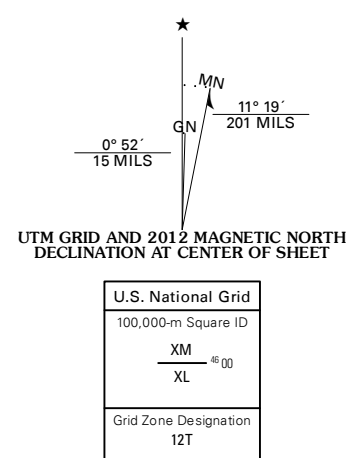 ★
MN
GN
11° 19´
201 MILS
0° 52´
15 MILS
UTM GRID AND 2012 MAGNETIC NORTH
DECLINATION AT CENTER OF SHEET
U.S. National Grid
100,000-m Square ID
XM
46 00
XL
Grid Zone Designation
12T